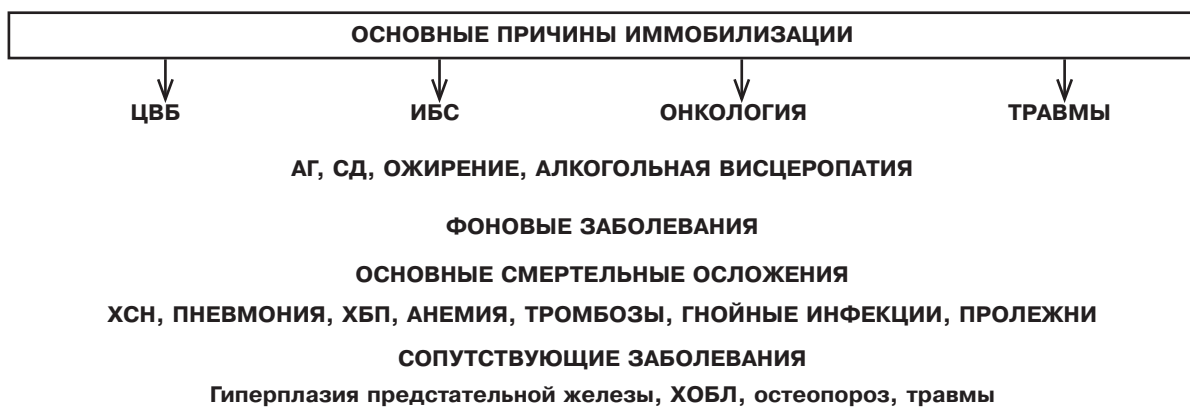 ОСНОВНЫЕ ПРИЧИНЫ ИММОБИЛИЗАЦИИ
ЦВБ ИБС ОНКОЛОГИЯ ТРАВМЫ
АГ, СД, ОЖИРЕНИЕ, АЛКОГОЛЬНАЯ ВИСЦЕРОПАТИЯ
ФОНОВЫЕ ЗАБОЛЕВАНИЯ
ОСНОВНЫЕ СМЕРТЕЛЬНЫЕ ОСЛОЖЕНИЯ
ХСН, ПНЕВМОНИЯ, ХБП, АНЕМИЯ, ТРОМБОЗЫ, ГНОЙНЫЕ ИНФЕКЦИИ, ПРОЛЕЖНИ
СОПУТСТВУЮЩИЕ ЗАБОЛЕВАНИЯ
Гиперплазия предстательной железы, ХОБЛ, остеопороз, травмы